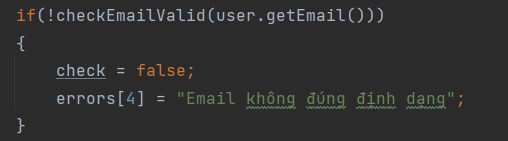 if(!checkEmailValid(user.getEmail()))
{
check = false;
errors[4] = "Email không đúng định dạng";
}